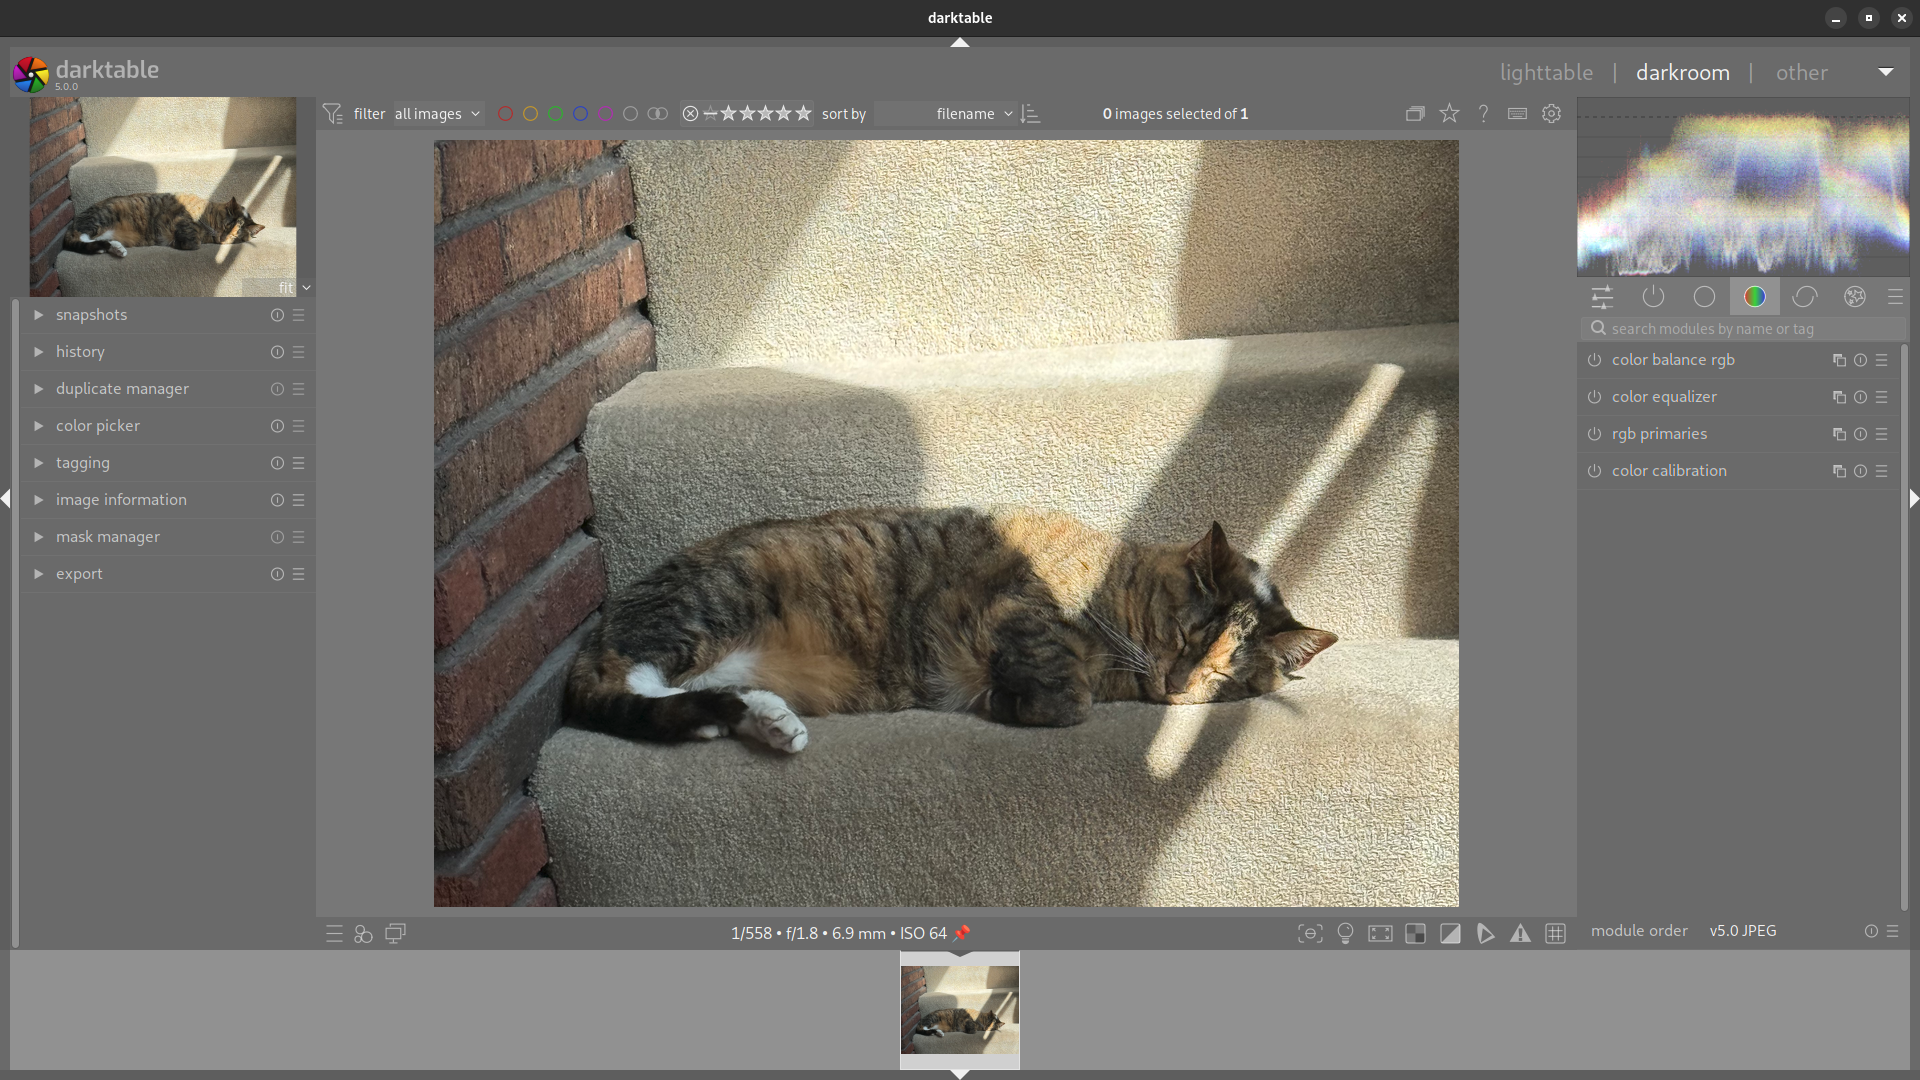 darktable
darktable
5.0.0
lighttable | darkroom | other
filter all images
sort by filename
0 images selected of 1
fit
snapshots
history
duplicate manager
color picker
tagging
image information
mask manager
export
search modules by name or tag
color balance rgb
color equalizer
rgb primaries
color calibration
1/558 • f/1.8 • 6.9 mm • ISO 64
module order v5.0 JPEG